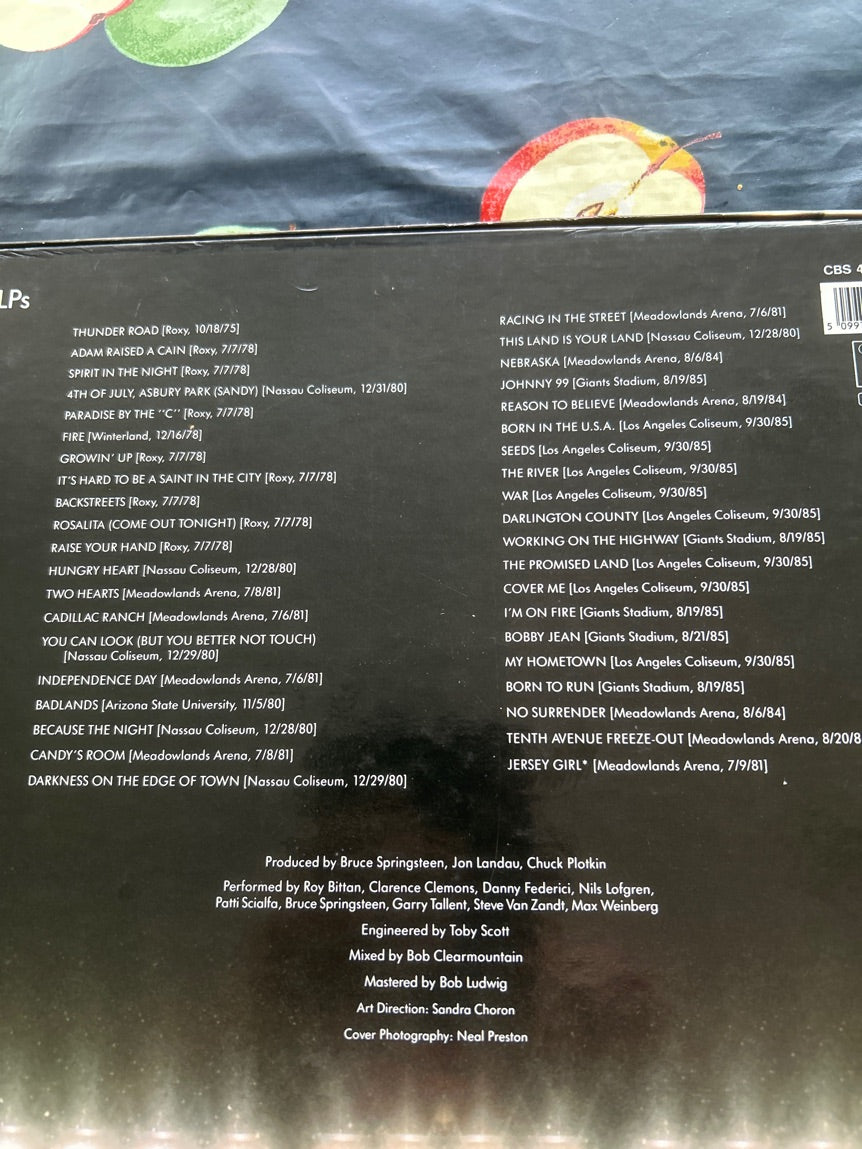 LPs
THUNDER ROAD [Roxy, 10/18/75]
ADAM RAISED A CAIN [Roxy, 7/7/78]
SPIRIT IN THE NIGHT [Roxy, 7/7/78]
4TH OF JULY, ASBURY PARK (SANDY) [Nassau Coliseum, 12/31/80]
PARADISE BY THE "C" [Roxy, 7/7/78]
FIRE [Winterland, 12/16/78]
GROWIN' UP [Roxy, 7/7/78]
IT'S HARD TO BE A SAINT IN THE CITY [Roxy, 7/7/78]
BACKSTREETS [Roxy, 7/7/78]
ROSALITA (COME OUT TONIGHT) [Roxy, 7/7/78]
RAISE YOUR HAND [Roxy, 7/7/78]
HUNGRY HEART [Nassau Coliseum, 12/28/80]
TWO HEARTS [Meadowlands Arena, 7/8/81]
CADILLAC RANCH [Meadowlands Arena, 7/6/81]
YOU CAN LOOK (BUT YOU BETTER NOT TOUCH)
[Nassau Coliseum, 12/29/80]
INDEPENDENCE DAY [Meadowlands Arena, 7/6/81]
BADLANDS [Arizona State University, 11/5/80]
BECAUSE THE NIGHT [Nassau Coliseum, 12/28/80]
CANDY'S ROOM [Meadowlands Arena, 7/8/81]
DARKNESS ON THE EDGE OF TOWN [Nassau Coliseum, 12/29/80]
RACING IN THE STREET [Meadowlands Arena, 7/6/81]
THIS LAND IS YOUR LAND [Nassau Coliseum, 12/28/80]
NEBRASKA [Meadowlands Arena, 8/6/84]
JOHNNY 99 [Giants Stadium, 8/19/85]
REASON TO BELIEVE [Meadowlands Arena, 8/19/84]
BORN IN THE U.S.A. [Los Angeles Coliseum, 9/30/85]
SEEDS [Los Angeles Coliseum, 9/30/85]
THE RIVER [Los Angeles Coliseum, 9/30/85]
WAR [Los Angeles Coliseum, 9/30/85]
DARLINGTON COUNTY [Los Angeles Coliseum, 9/30/85]
WORKING ON THE HIGHWAY [Giants Stadium, 8/19/85]
THE PROMISED LAND [Los Angeles Coliseum, 9/30/85]
COVER ME [Los Angeles Coliseum, 9/30/85]
I'M ON FIRE [Giants Stadium, 8/19/85]
BOBBY JEAN [Giants Stadium, 8/21/85]
MY HOMETOWN [Los Angeles Coliseum, 9/30/85]
BORN TO RUN [Giants Stadium, 8/19/85]
NO SURRENDER [Meadowlands Arena, 8/6/84]
TENTH AVENUE FREEZE-OUT [Meadowlands Arena, 8/20/8
JERSEY GIRL* [Meadowlands Arena, 7/9/81]
CBS 4
5 099
Produced by Bruce Springsteen, Jon Landau, Chuck Plotkin
Performed by Roy Bittan, Clarence Clemons, Danny Federici, Nils Lofgren,
Patti Scialfa, Bruce Springsteen, Garry Tallent, Steve Van Zandt, Max Weinberg
Engineered by Toby Scott
Mixed by Bob Clearmountain
Mastered by Bob Ludwig
Art Direction: Sandra Choron
Cover Photography: Neal Preston